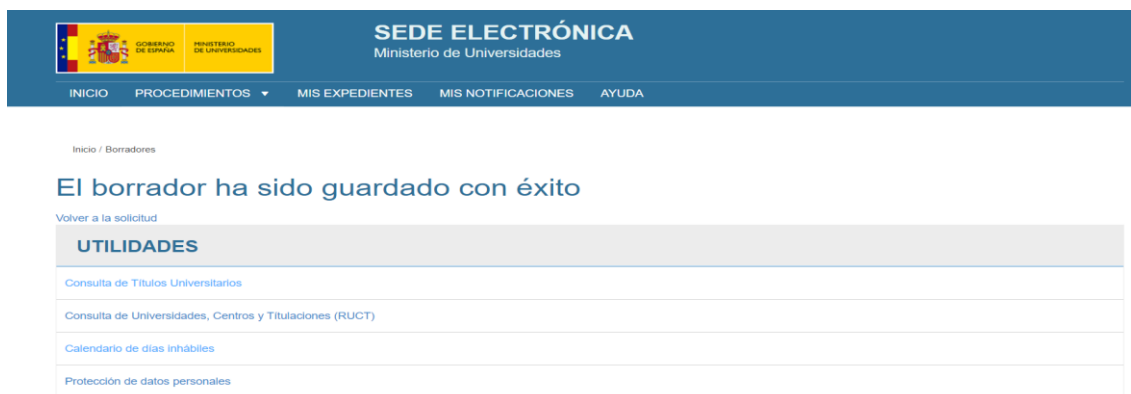 GOBIERNO DE ESPAÑA
MINISTERIO DE UNIVERSIDADES
SEDE ELECTRÓNICA
Ministerio de Universidades
INICIO PROCEDIMIENTOS MIS EXPEDIENTES MIS NOTIFICACIONES AYUDA
Inicio / Borradores
El borrador ha sido guardado con éxito
Volver a la solicitud
UTILIDADES
Consulta de Títulos Universitarios
Consulta de Universidades, Centros y Titulaciones (RUCT)
Calendario de días inhábiles
Protección de datos personales